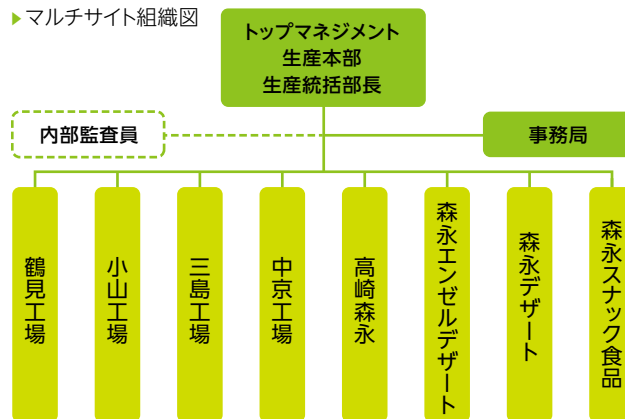 ▶マルチサイト組織図
トップマネジメント
生産本部
生産統括部長
内部監査員
事務局
鶴見工場
小山工場
三島工場
中京工場
高崎森永
森永エンゼルデザート
森永デザート
森永スナック食品